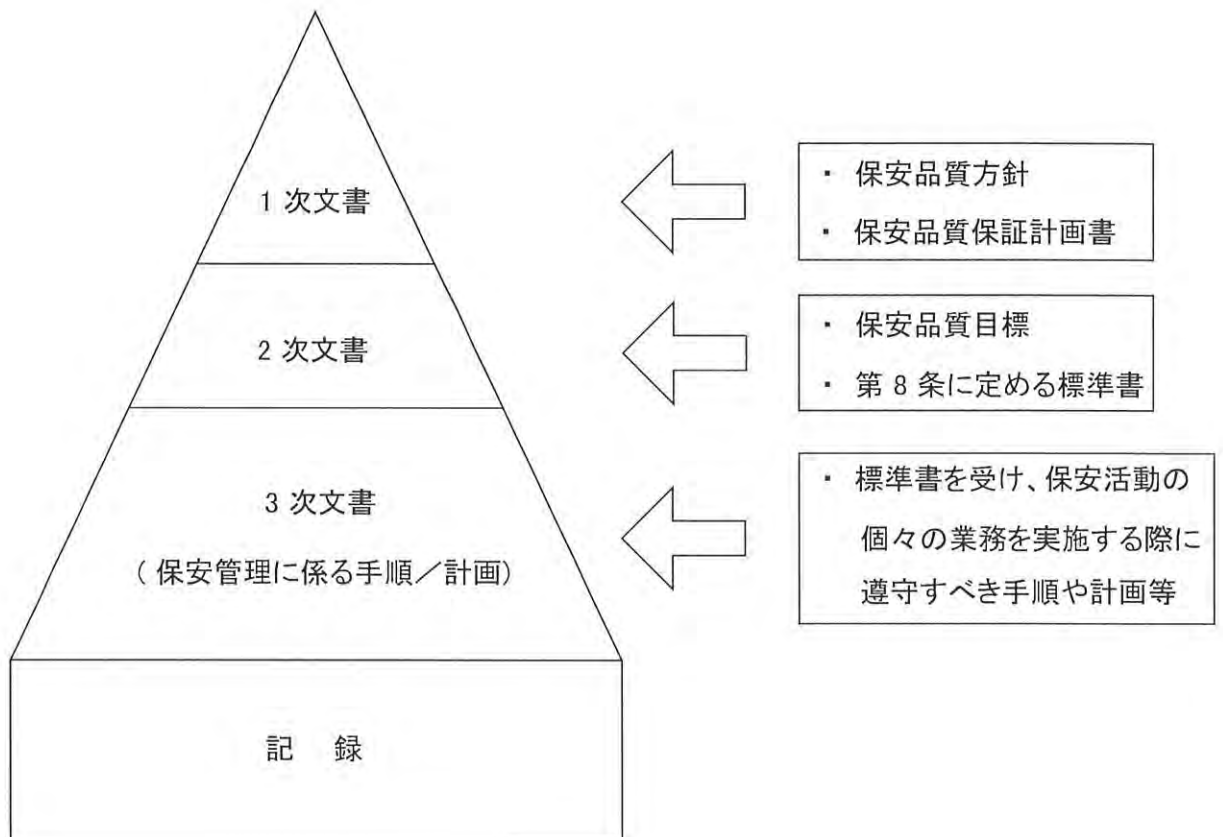 1 次文書
・ 保安品質方針
・ 保安品質保証計画書
2 次文書
・ 保安品質目標
・ 第 8 条に定める標準書
3 次文書
( 保安管理に係る手順／計画)
・ 標準書を受け、保安活動の
個々の業務を実施する際に
遵守すべき手順や計画等
記 録